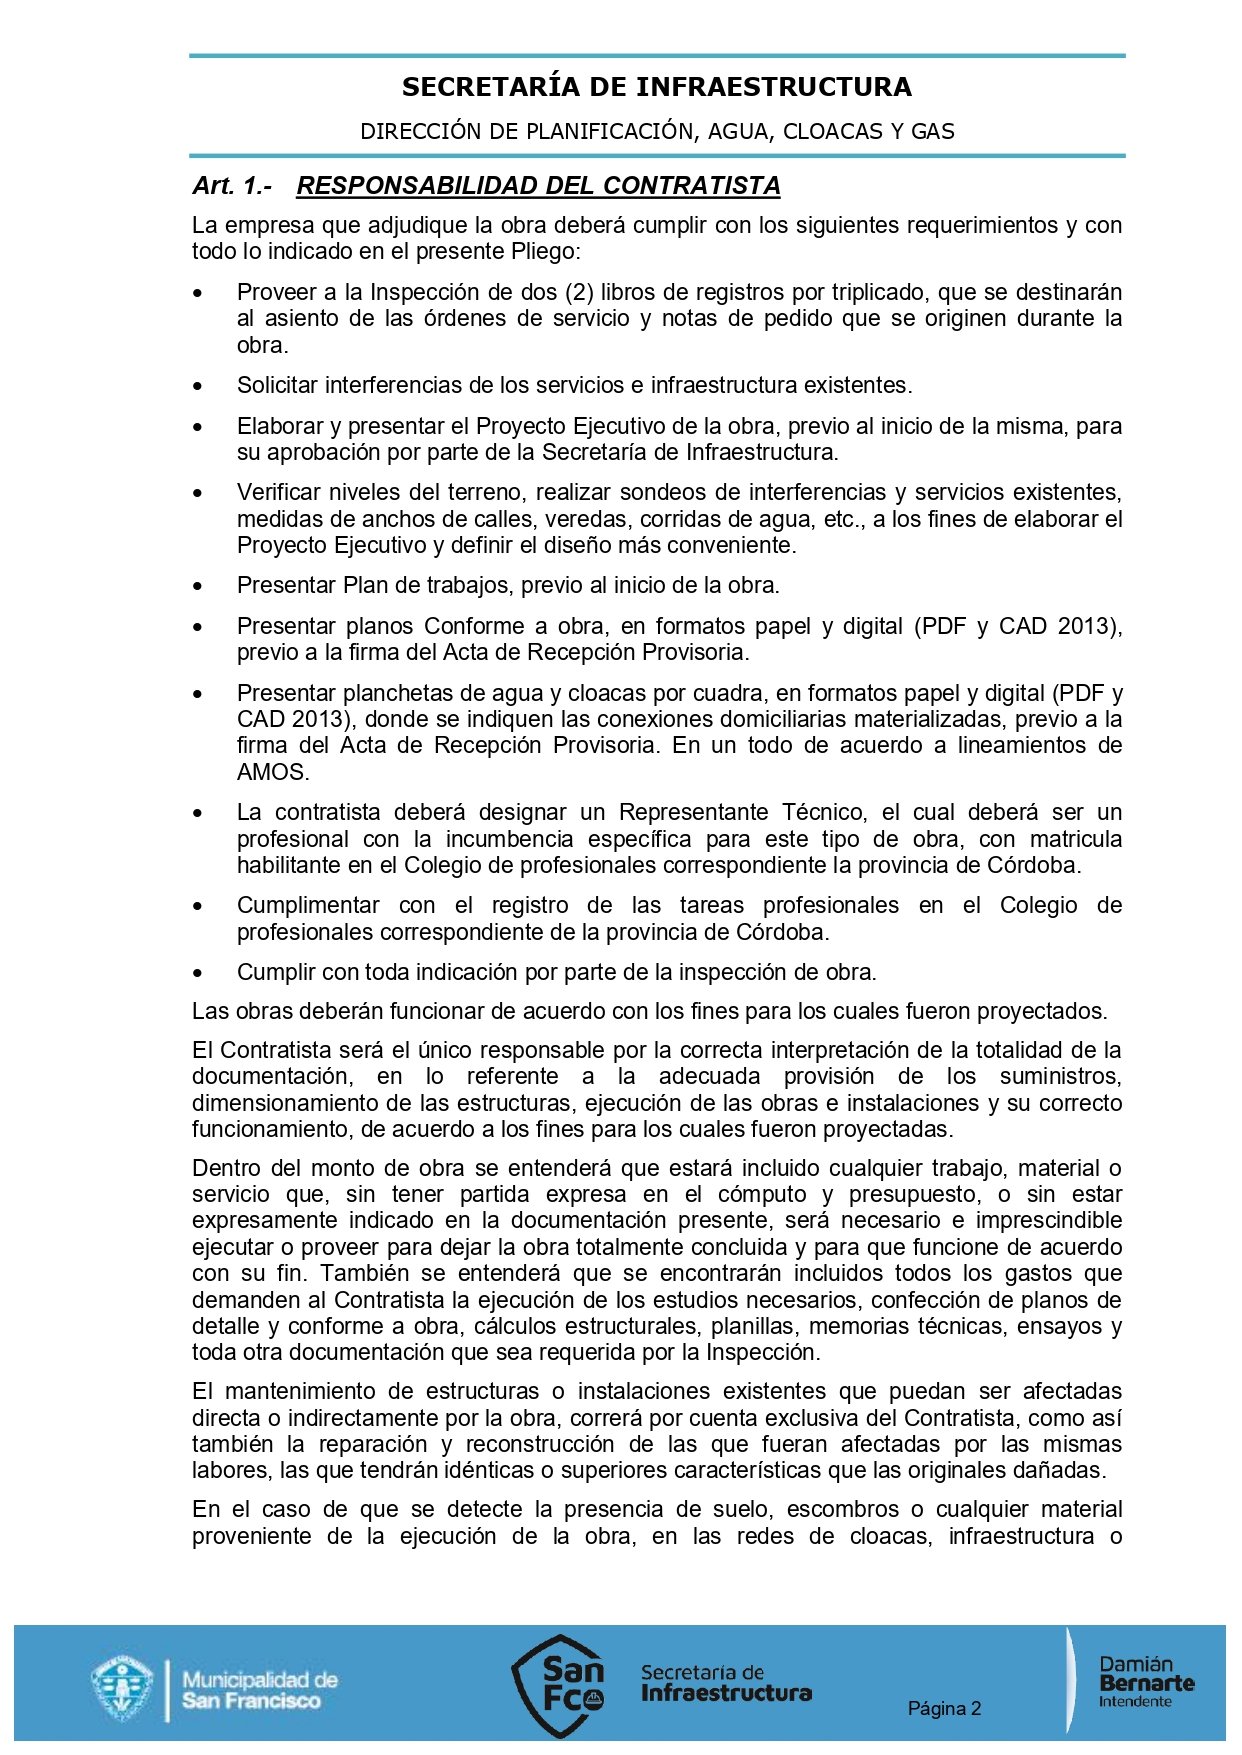 SECRETARÍA DE INFRAESTRUCTURA
DIRECCIÓN DE PLANIFICACIÓN, AGUA, CLOACAS Y GAS
Art. 1.- RESPONSABILIDAD DEL CONTRATISTA
La empresa que adjudique la obra deberá cumplir con los siguientes requerimientos y con
todo lo indicado en el presente Pliego:
• Proveer a la Inspección de dos (2) libros de registros por triplicado, que se destinarán
al asiento de las órdenes de servicio y notas de pedido que se originen durante la
obra.
• Solicitar interferencias de los servicios e infraestructura existentes.
• Elaborar y presentar el Proyecto Ejecutivo de la obra, previo al inicio de la misma, para
su aprobación por parte de la Secretaría de Infraestructura.
• Verificar niveles del terreno, realizar sondeos de interferencias y servicios existentes,
medidas de anchos de calles, veredas, corridas de agua, etc., a los fines de elaborar el
Proyecto Ejecutivo y definir el diseño más conveniente.
• Presentar Plan de trabajos, previo al inicio de la obra.
• Presentar planos Conforme a obra, en formatos papel y digital (PDF y CAD 2013),
previo a la firma del Acta de Recepción Provisoria.
• Presentar planchetas de agua y cloacas por cuadra, en formatos papel y digital (PDF y
CAD 2013), donde se indiquen las conexiones domiciliarias materializadas, previo a la
firma del Acta de Recepción Provisoria. En un todo de acuerdo a lineamientos de
AMOS.
• La contratista deberá designar un Representante Técnico, el cual deberá ser un
profesional con la incumbencia específica para este tipo de obra, con matricula
habilitante en el Colegio de profesionales correspondiente la provincia de Córdoba.
• Cumplimentar con el registro de las tareas profesionales en el Colegio de
profesionales correspondiente de la provincia de Córdoba.
• Cumplir con toda indicación por parte de la inspección de obra.
Las obras deberán funcionar de acuerdo con los fines para los cuales fueron proyectados.
El Contratista será el único responsable por la correcta interpretación de la totalidad de la
documentación, en lo referente a la adecuada provisión de los suministros,
dimensionamiento de las estructuras, ejecución de las obras e instalaciones y su correcto
funcionamiento, de acuerdo a los fines para los cuales fueron proyectadas.
Dentro del monto de obra se entenderá que estará incluido cualquier trabajo, material o
servicio que, sin tener partida expresa en el cómputo y presupuesto, o sin estar
expresamente indicado en la documentación presente, será necesario e imprescindible
ejecutar o proveer para dejar la obra totalmente concluida y para que funcione de acuerdo
con su fin. También se entenderá que se encontrarán incluidos todos los gastos que
demanden al Contratista la ejecución de los estudios necesarios, confección de planos de
detalle y conforme a obra, cálculos estructurales, planillas, memorias técnicas, ensayos y
toda otra documentación que sea requerida por la Inspección.
El mantenimiento de estructuras o instalaciones existentes que puedan ser afectadas
directa o indirectamente por la obra, correrá por cuenta exclusiva del Contratista, como así
también la reparación y reconstrucción de las que fueran afectadas por las mismas
labores, las que tendrán idénticas o superiores características que las originales dañadas.
En el caso de que se detecte la presencia de suelo, escombros o cualquier material
proveniente de la ejecución de la obra, en las redes de cloacas, infraestructura o
Municipalidad de
San Francisco
San
Fco
Secretaría de
Infraestructura
Página 2
Damián
Bernarte
Intendente